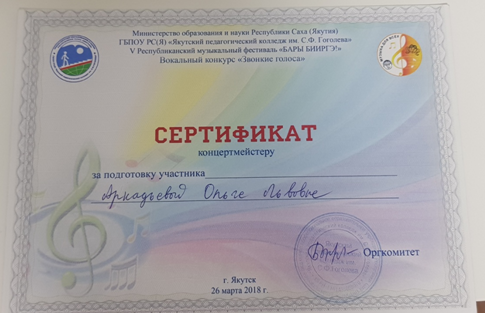 Министерство образования и науки Республики Саха (Якутия)
ГБПОУ РС(Я) «Якутский педагогический колледж им. С.Ф. Гоголева»
V Республиканский музыкальный фестиваль «БАРЫ БИИРГЭ!»
Вокальный конкурс «Звонкие голоса»
СЕРТИФИКАТ
концертмейстеру
за подготовку участника
Аркадьевой Ольге Львовне
Оргкомитет
г. Якутск
26 марта 2018 г.